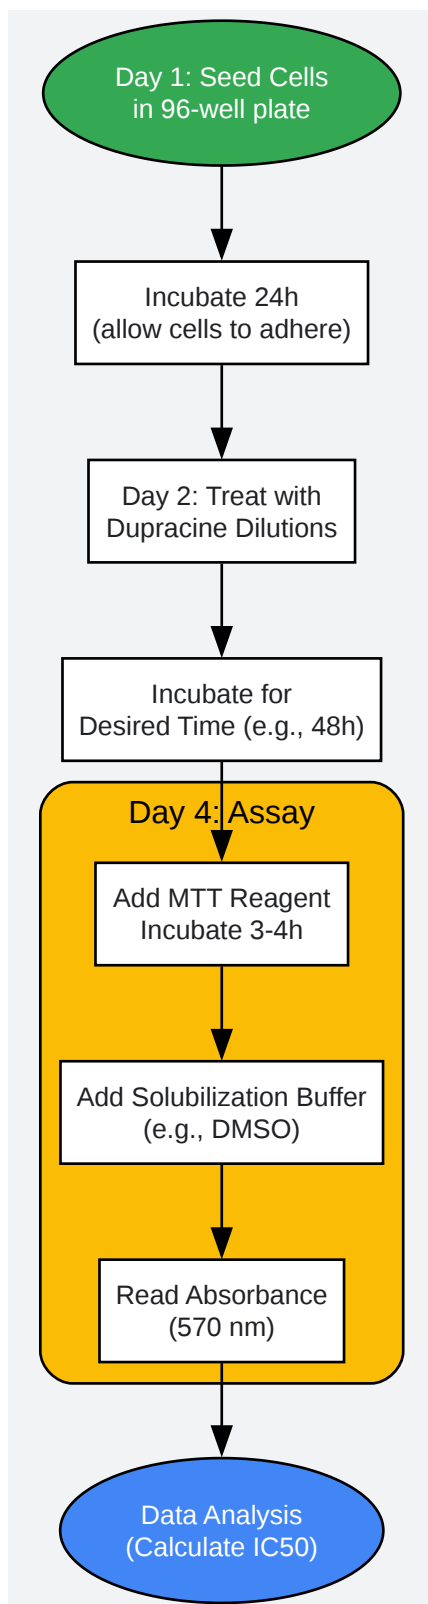 Day 1: Seed Cells
in 96-well plate
Incubate 24h
(allow cells to adhere)
Day 2: Treat with
Dupracine Dilutions
Incubate for
Desired Time (e.g., 48h)
Day 4: Assay
Add MTT Reagent
Incubate 3-4h
Add Solubilization Buffer
(e.g., DMSO)
Read Absorbance
(570 nm)
Data Analysis
(Calculate IC50)